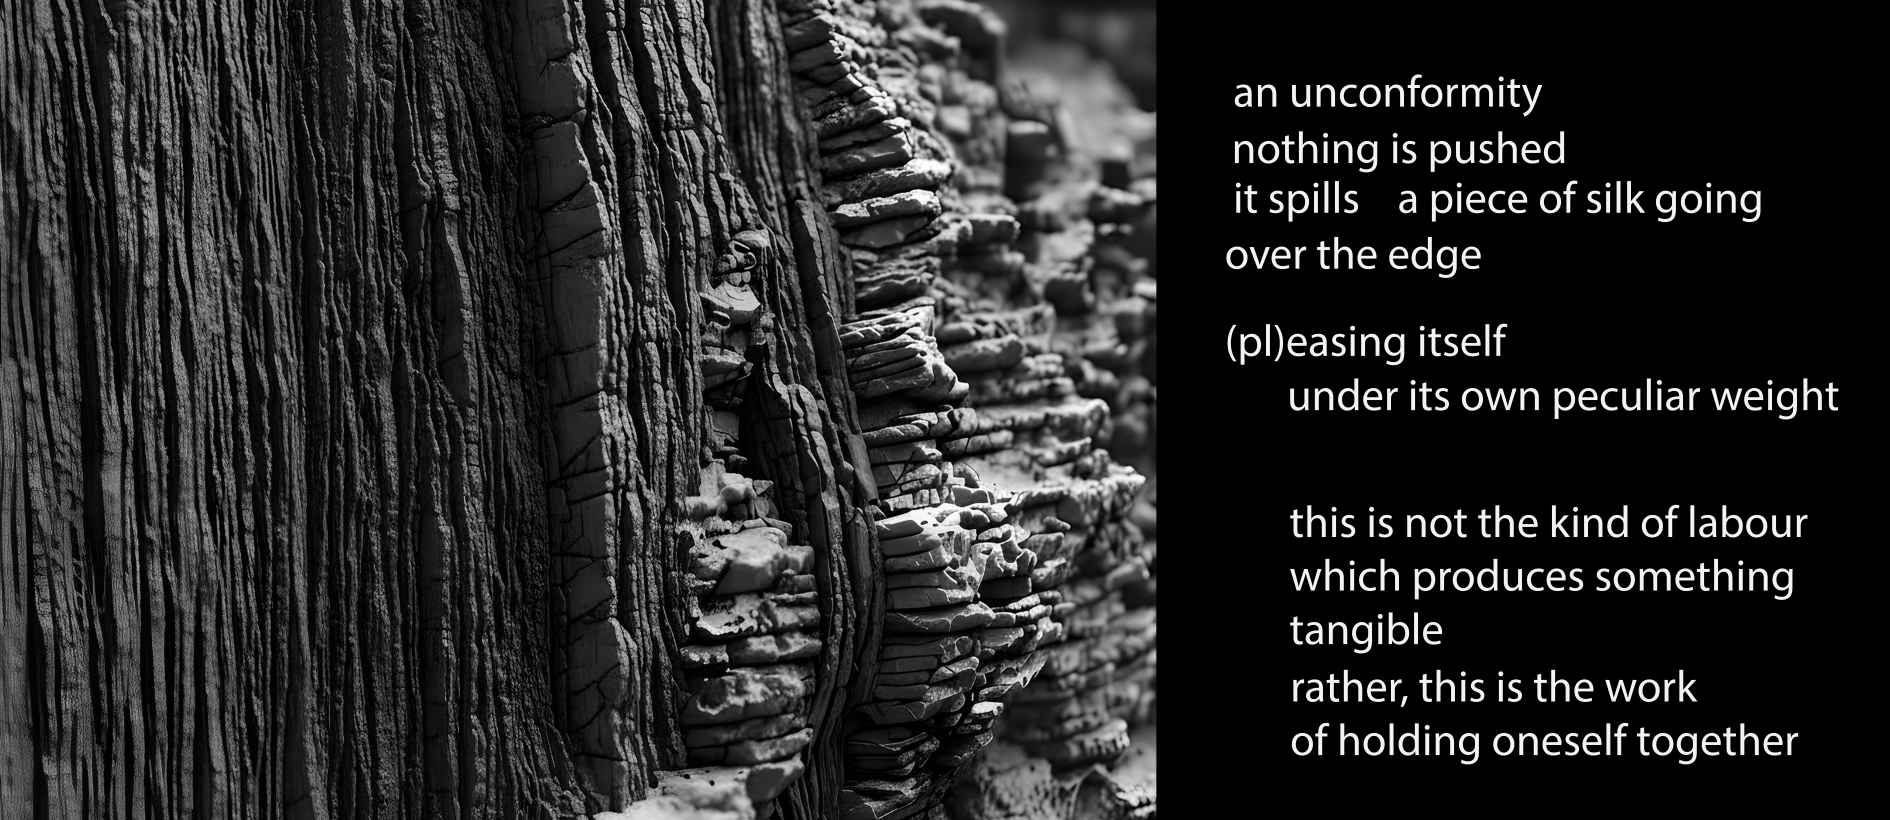 an unconformity
nothing is pushed
it spills    a piece of silk going
over the edge
(pl)easing itself
under its own peculiar weight
this is not the kind of labour
which produces something
tangible
rather, this is the work
of holding oneself together